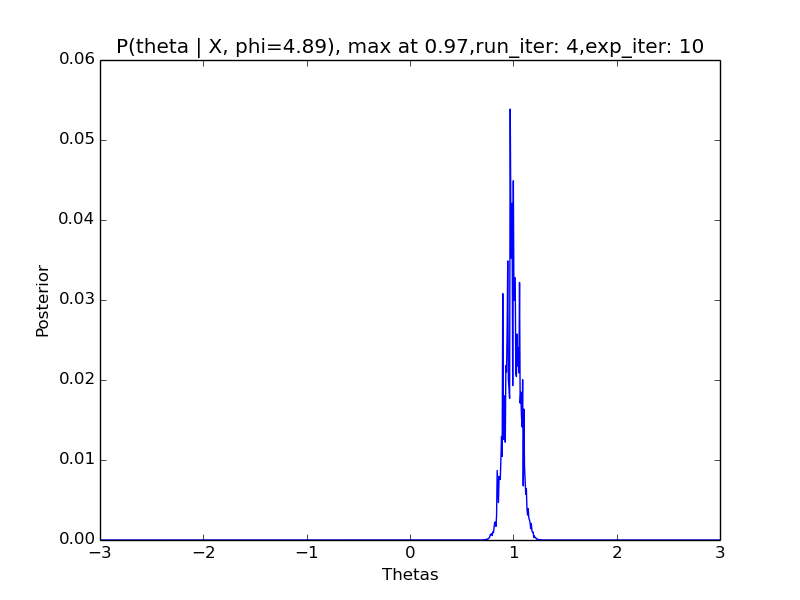 P(theta | X, phi=4.89), max at 0.97,run_iter: 4,exp_iter: 10
0.06
0.05
0.04
0.03
0.02
0.01
0.00
Posterior
−3 −2 −1 0 1 2 3
Thetas